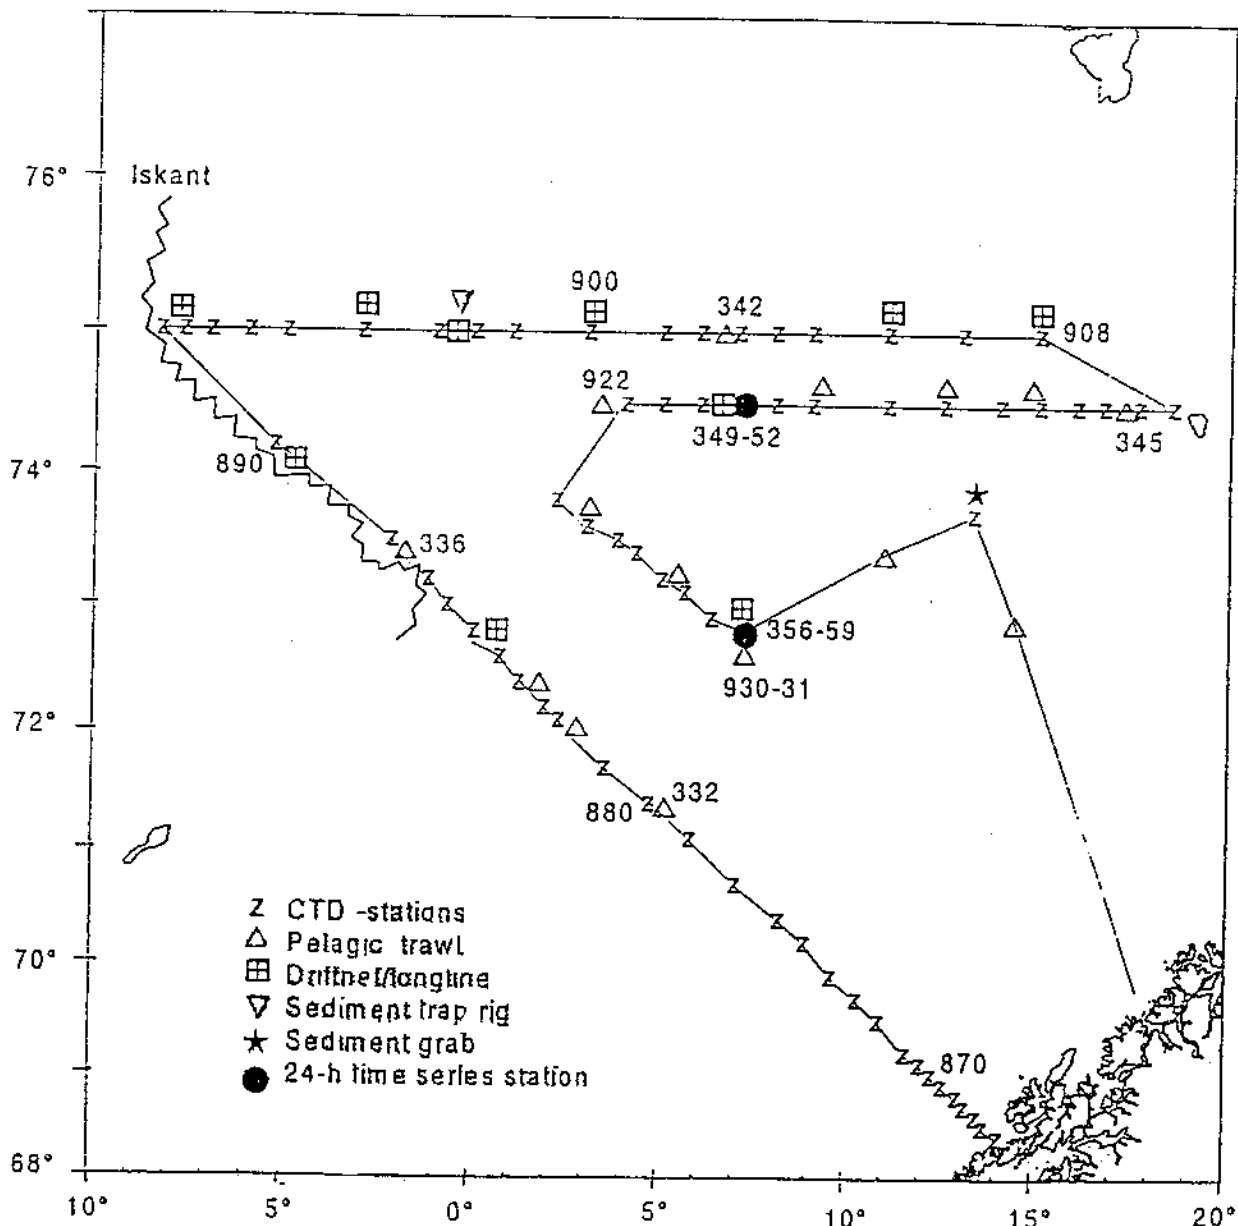 76°
Iskant
900
342
908
922
349-52
345
74°
890
336
356-59
930-31
72°
332
880
Z CTD -stations
Pelagic trawl
Driftnet/longline
Sediment trap rig
Sediment grab
24-h time series station
70°
870
68°
10° 5° 0° 5° 10° 15° 20°